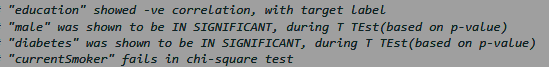 "education" showed -ve correlation, with target label
"male" was shown to be IN SIGNIFICANT, during T TEst(based on p-value)
"diabetes" was shown to be IN SIGNIFICANT, during T TEst(based on p-value)
"currentSmoker" fails in chi-square test